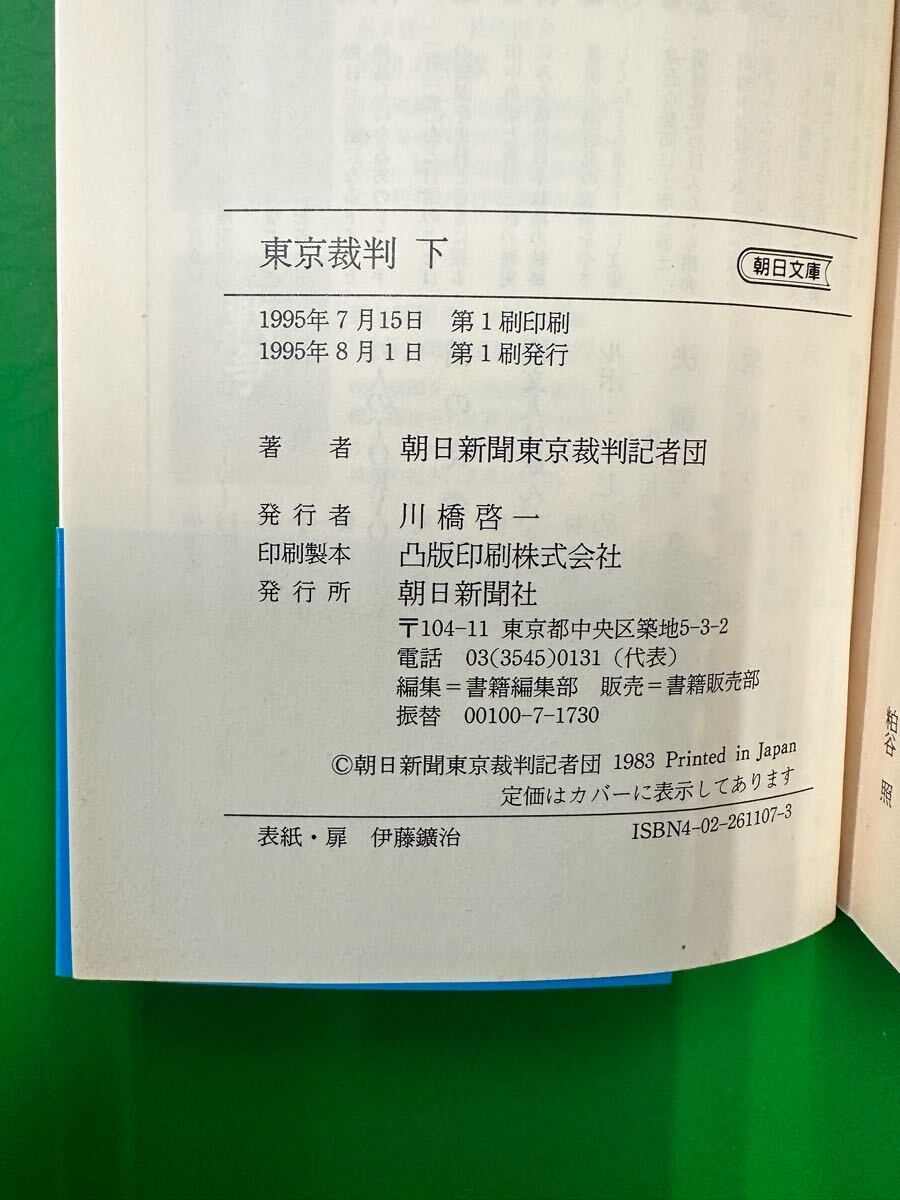 東京裁判 下
朝日文庫
1995年7月15日 第1刷印刷
1995年8月1日 第1刷発行
著者 朝日新聞東京裁判記者団
発行者 川橋啓一
印刷製本 凸版印刷株式会社
発行所 朝日新聞社
〒104-11 東京都中央区築地5-3-2
電話 03(3545)0131(代表)
編集=書籍編集部 販売=書籍販売部
振替 00100-7-1730
©朝日新聞東京裁判記者団 1983 Printed in Japan
定価はカバーに表示してあります
表紙・扉 伊藤鑛治
ISBN4-02-261107-3
粕谷 照